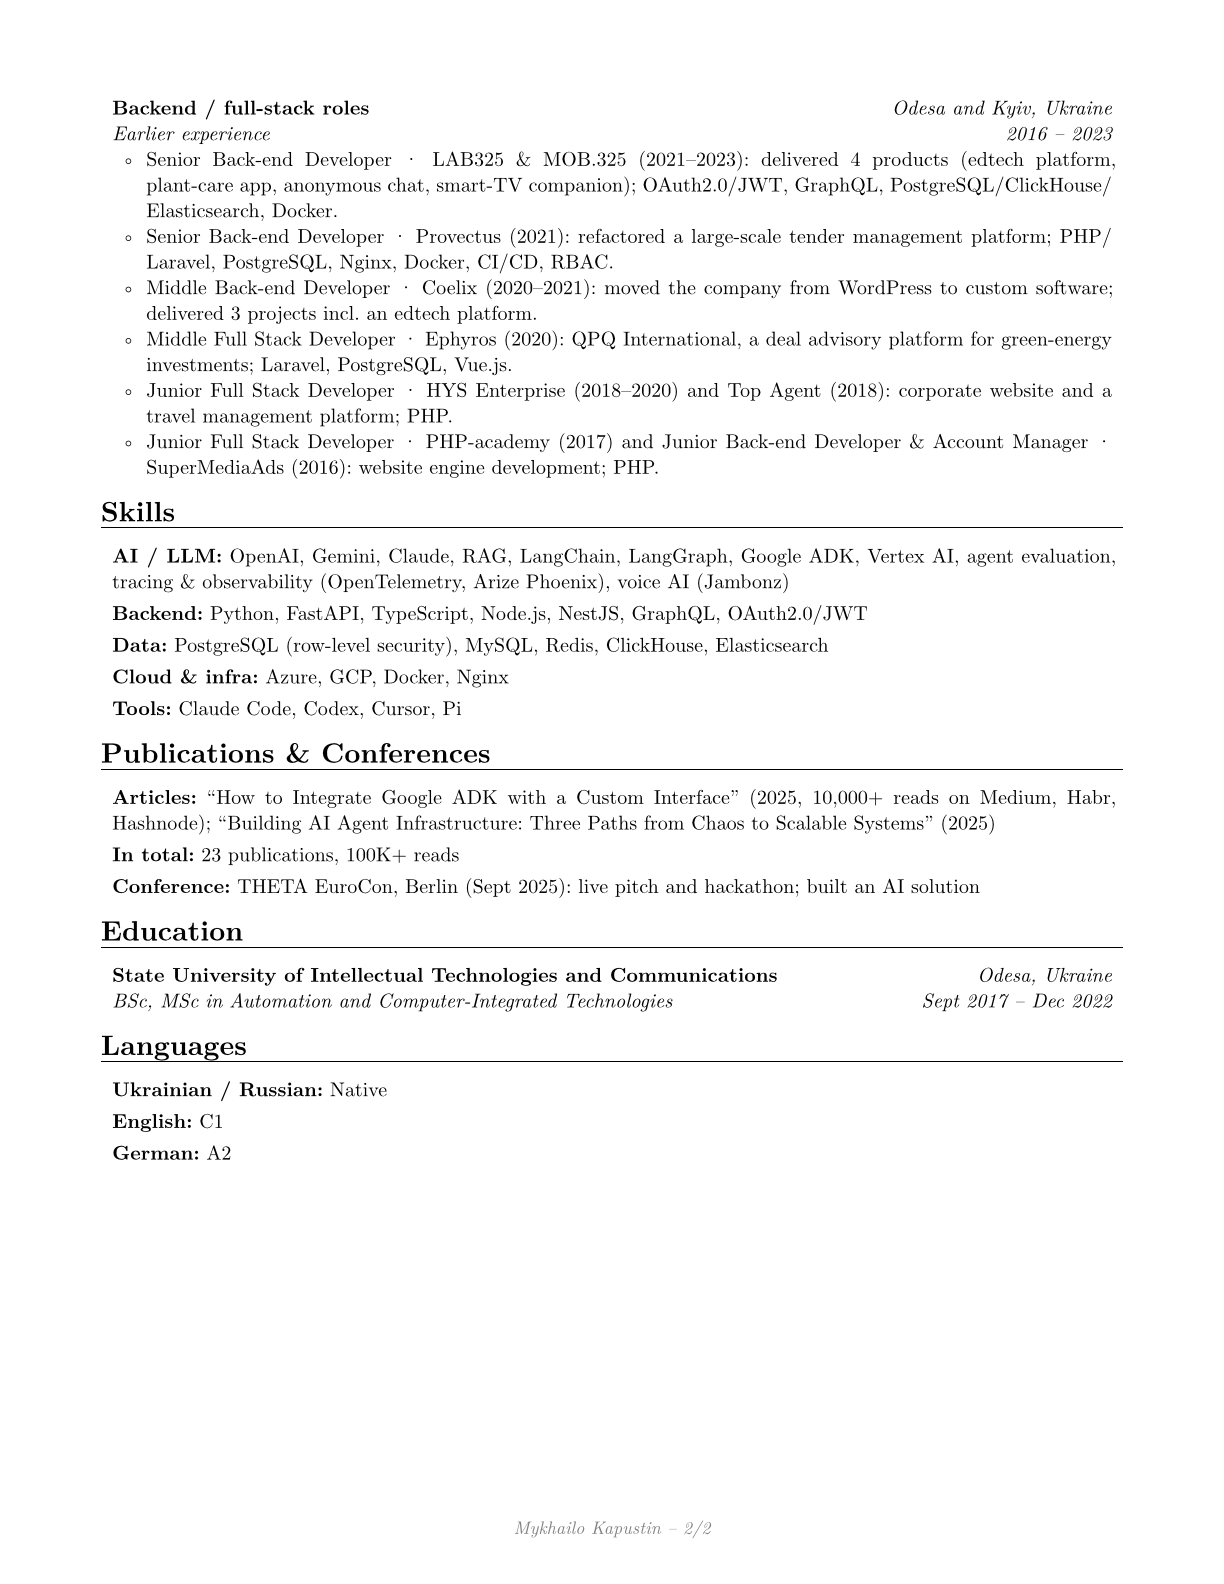 Backend / full-stack roles Odesa and Kyiv, Ukraine
Earlier experience 2016 – 2023
◦ Senior Back-end Developer · LAB325 & MOB.325 (2021–2023): delivered 4 products (edtech platform,
plant-care app, anonymous chat, smart-TV companion); OAuth2.0/JWT, GraphQL, PostgreSQL/ClickHouse/
Elasticsearch, Docker.
◦ Senior Back-end Developer · Provectus (2021): refactored a large-scale tender management platform; PHP/
Laravel, PostgreSQL, Nginx, Docker, CI/CD, RBAC.
◦ Middle Back-end Developer · Coelix (2020–2021): moved the company from WordPress to custom software;
delivered 3 projects incl. an edtech platform.
◦ Middle Full Stack Developer · Ephyros (2020): QPQ International, a deal advisory platform for green-energy
investments; Laravel, PostgreSQL, Vue.js.
◦ Junior Full Stack Developer · HYS Enterprise (2018–2020) and Top Agent (2018): corporate website and a
travel management platform; PHP.
◦ Junior Full Stack Developer · PHP-academy (2017) and Junior Back-end Developer & Account Manager ·
SuperMediaAds (2016): website engine development; PHP.
Skills
AI / LLM: OpenAI, Gemini, Claude, RAG, LangChain, LangGraph, Google ADK, Vertex AI, agent evaluation,
tracing & observability (OpenTelemetry, Arize Phoenix), voice AI (Jambonz)
Backend: Python, FastAPI, TypeScript, Node.js, NestJS, GraphQL, OAuth2.0/JWT
Data: PostgreSQL (row-level security), MySQL, Redis, ClickHouse, Elasticsearch
Cloud & infra: Azure, GCP, Docker, Nginx
Tools: Claude Code, Codex, Cursor, Pi
Publications & Conferences
Articles: “How to Integrate Google ADK with a Custom Interface” (2025, 10,000+ reads on Medium, Habr,
Hashnode); “Building AI Agent Infrastructure: Three Paths from Chaos to Scalable Systems” (2025)
In total: 23 publications, 100K+ reads
Conference: THETA EuroCon, Berlin (Sept 2025): live pitch and hackathon; built an AI solution
Education
State University of Intellectual Technologies and Communications Odesa, Ukraine
BSc, MSc in Automation and Computer-Integrated Technologies Sept 2017 – Dec 2022
Languages
Ukrainian / Russian: Native
English: C1
German: A2
Mykhailo Kapustin – 2/2